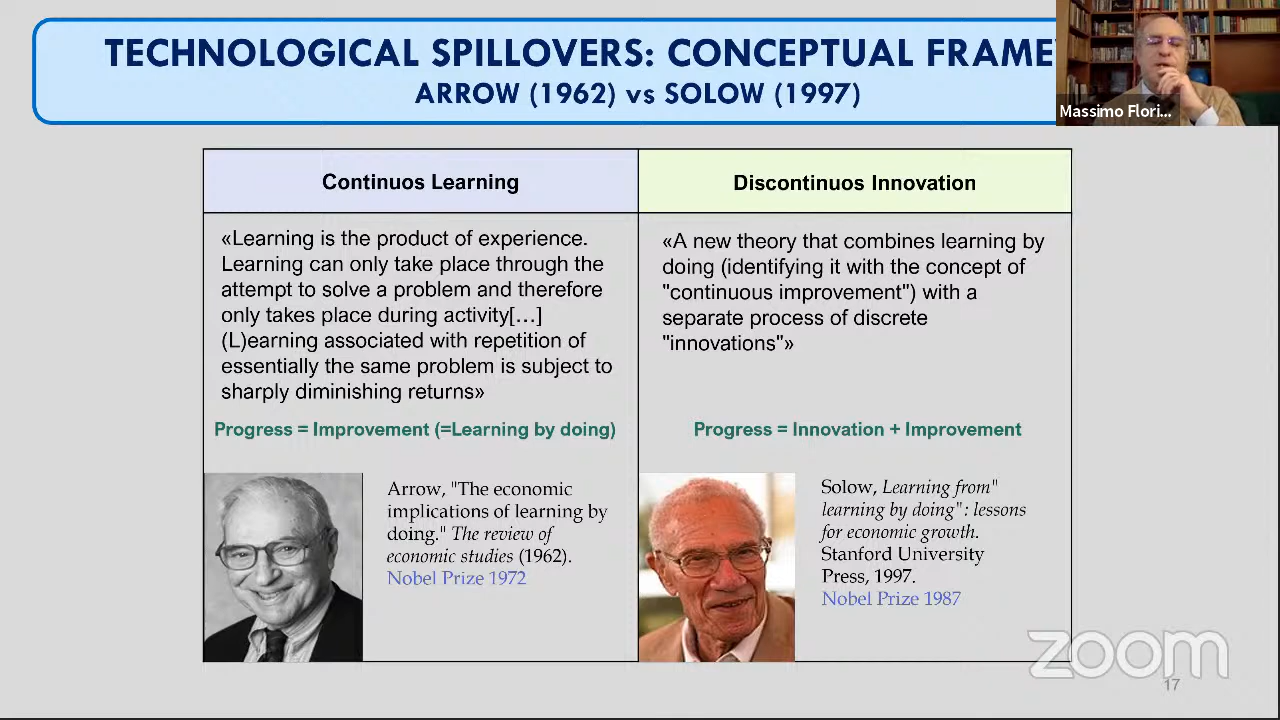 TECHNOLOGICAL SPILLOVERS: CONCEPTUAL FRAME
ARROW (1962) vs SOLOW (1997)
Massimo Flori...
Continuos Learning
«Learning is the product of experience.
Learning can only take place through the
attempt to solve a problem and therefore
only takes place during activity[…]
(L)earning associated with repetition of
essentially the same problem is subject to
sharply diminishing returns»
Progress = Improvement (=Learning by doing)
Arrow, "The economic
implications of learning by
doing." The review of
economic studies (1962).
Nobel Prize 1972
Discontinuos Innovation
«A new theory that combines learning by
doing (identifying it with the concept of
"continuous improvement") with a
separate process of discrete
"innovations"»
Progress = Innovation + Improvement
Solow, Learning from"
learning by doing": lessons
for economic growth.
Stanford University
Press, 1997.
Nobel Prize 1987
zoom
17